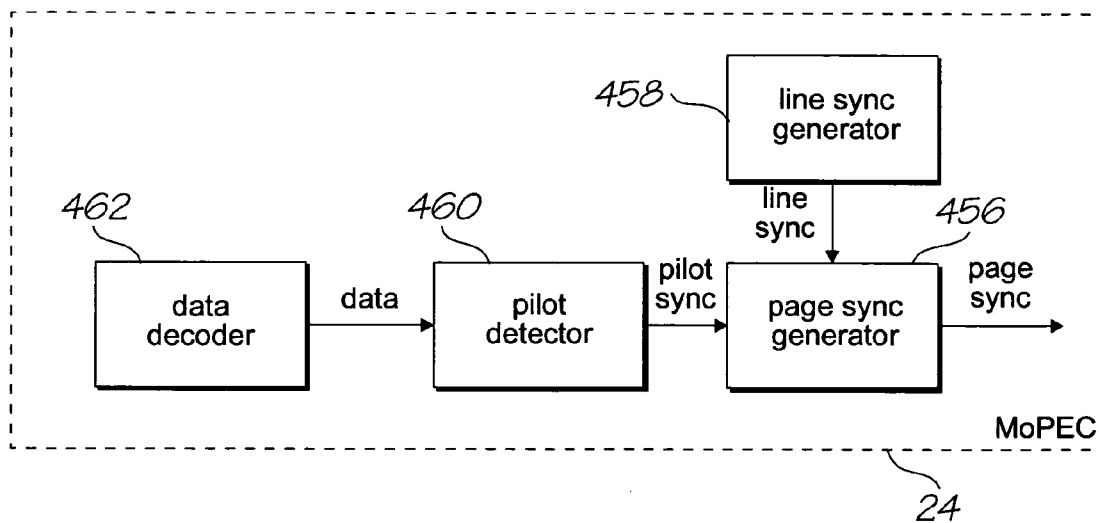 458
line sync
generator
line
sync
462
460
456
data
decoder
data
pilot
detector
pilot
sync
page sync
generator
page
sync
MoPEC
24